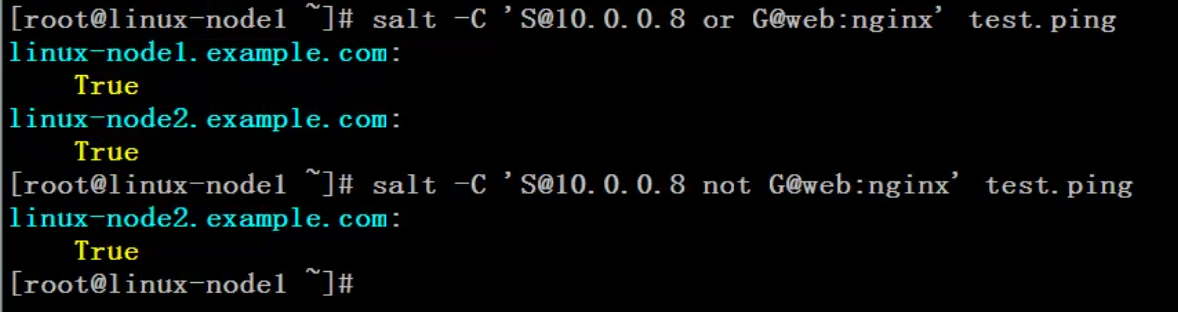 [root@linux-node1 ~]# salt -C 'S@10.0.0.8 or G@web:nginx' test.ping
linux-node1.example.com:
    True
linux-node2.example.com:
    True
[root@linux-node1 ~]# salt -C 'S@10.0.0.8 not G@web:nginx' test.ping
linux-node2.example.com:
    True
[root@linux-node1 ~]#